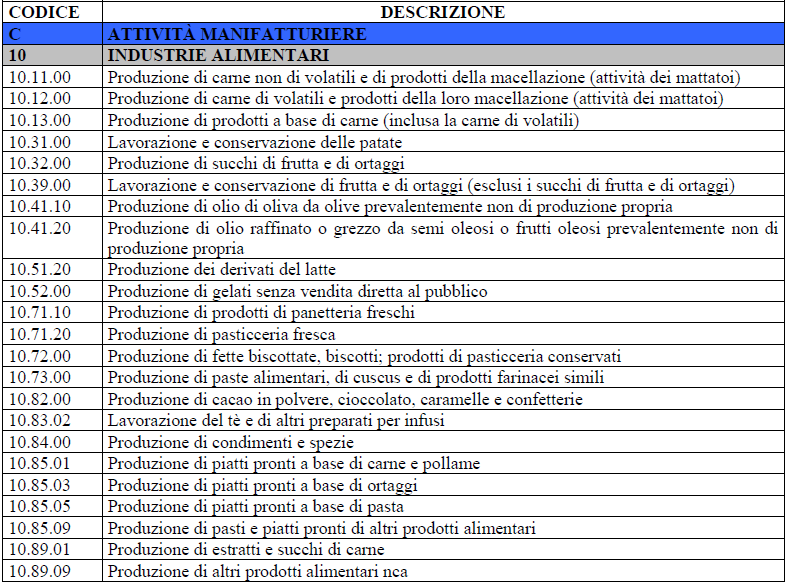 CODICE DESCRIZIONE
C ATTIVITÀ MANIFATTURIERE
10 INDUSTRIE ALIMENTARI
10.11.00 Produzione di carne non di volatili e di prodotti della macellazione (attività dei mattatoi)
10.12.00 Produzione di carne di volatili e prodotti della loro macellazione (attività dei mattatoi)
10.13.00 Produzione di prodotti a base di carne (inclusa la carne di volatili)
10.31.00 Lavorazione e conservazione delle patate
10.32.00 Produzione di succhi di frutta e di ortaggi
10.39.00 Lavorazione e conservazione di frutta e di ortaggi (esclusi i succhi di frutta e di ortaggi)
10.41.10 Produzione di olio di oliva da olive prevalentemente non di produzione propria
10.41.20 Produzione di olio raffinato o grezzo da semi oleosi o frutti oleosi prevalentemente non di
produzione propria
10.51.20 Produzione dei derivati del latte
10.52.00 Produzione di gelati senza vendita diretta al pubblico
10.71.10 Produzione di prodotti di panetteria freschi
10.71.20 Produzione di pasticceria fresca
10.72.00 Produzione di fette biscottate, biscotti; prodotti di pasticceria conservati
10.73.00 Produzione di paste alimentari, di cuscus e di prodotti farinacei simili
10.82.00 Produzione di cacao in polvere, cioccolato, caramelle e confetterie
10.83.02 Lavorazione del tè e di altri preparati per infusi
10.84.00 Produzione di condimenti e spezie
10.85.01 Produzione di piatti pronti a base di carne e pollame
10.85.03 Produzione di piatti pronti a base di ortaggi
10.85.05 Produzione di piatti pronti a base di pasta
10.85.09 Produzione di pasti e piatti pronti di altri prodotti alimentari
10.89.01 Produzione di estratti e succhi di carne
10.89.09 Produzione di altri prodotti alimentari nca